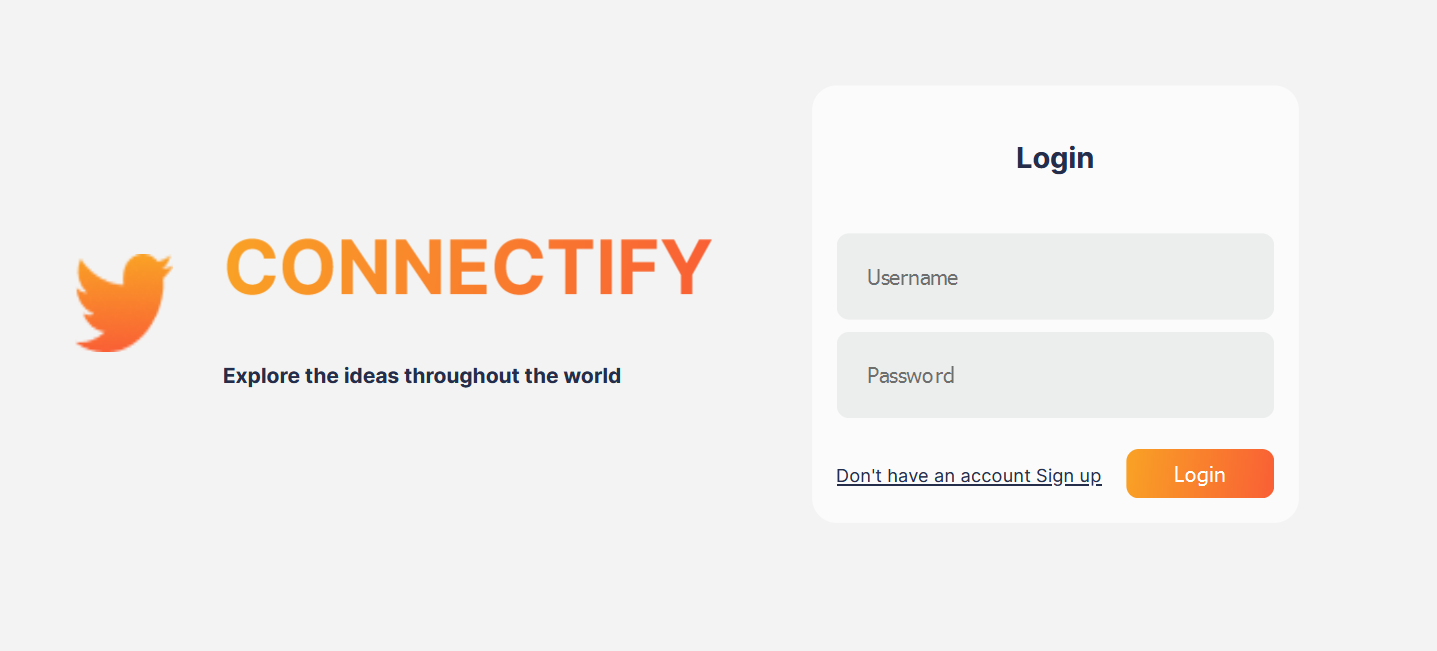 CONNECTIFY
Explore the ideas throughout the world
Login
Username
Password
Don't have an account Sign up
Login